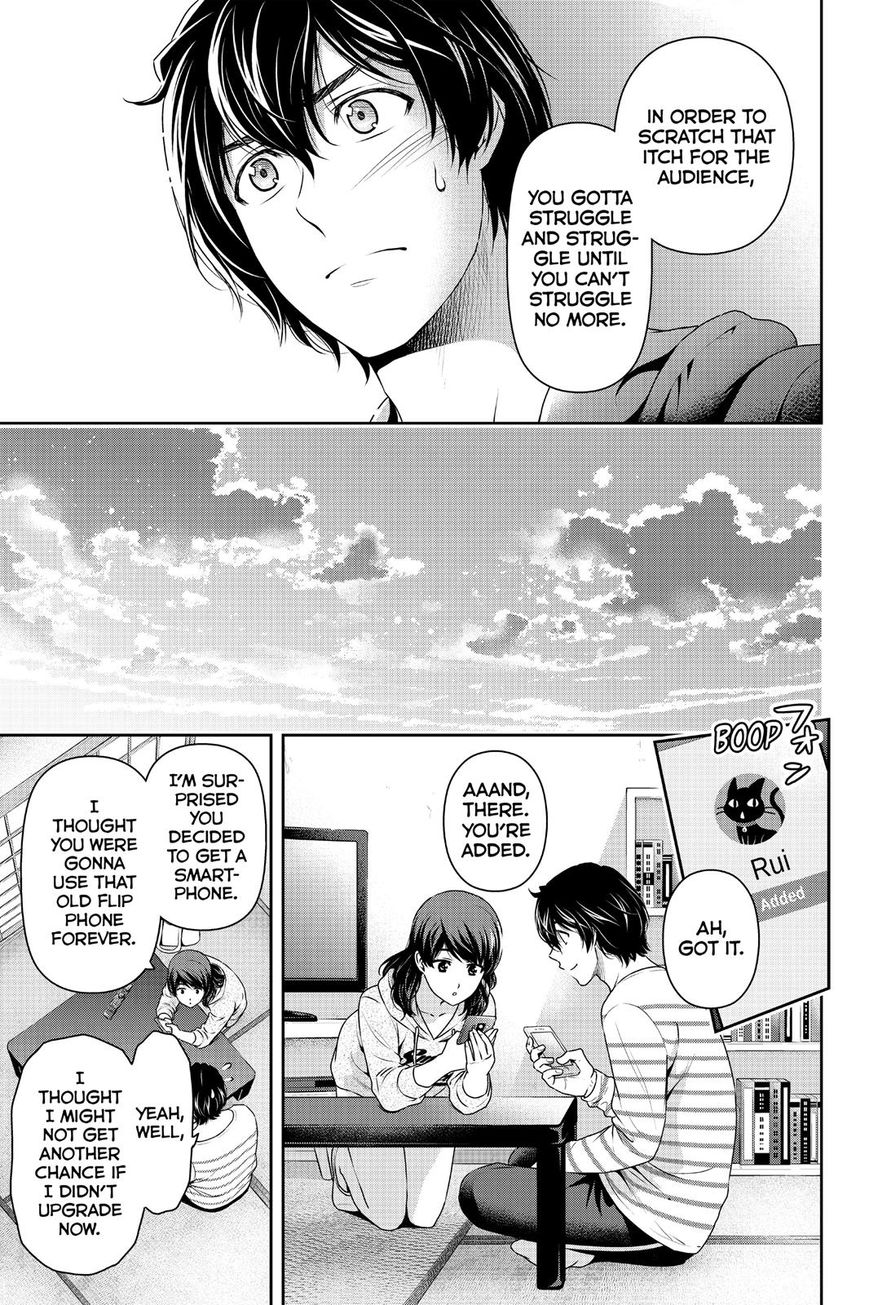 IN ORDER TO
SCRATCH THAT
ITCH FOR THE
AUDIENCE,
YOU GOTTA
STRUGGLE
AND STRUG-
GLE UNTIL
YOU CAN'T
STRUGGLE
NO MORE.
BOOP
フォン
Rui
Added
AAAND,
THERE.
YOU'RE
ADDED.
AH,
GOT IT.
I'M SUR-
PRISED
YOU
DECIDED
TO GET A
SMART-
PHONE.
I
THOUGHT
YOU WERE
GONNA
USE THAT
OLD FLIP
PHONE
FOREVER.
YEAH,
WELL,
I
THOUGHT
I MIGHT
NOT GET
ANOTHER
CHANCE IF
I DIDN'T
UPGRADE
NOW.